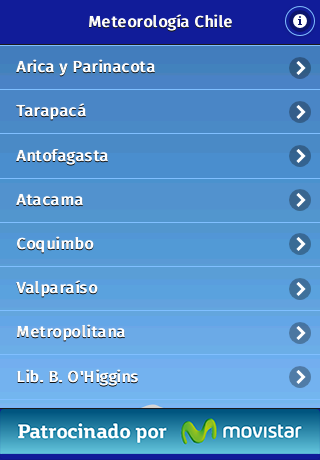 Meteorología Chile
Arica y Parinacota
Tarapacá
Antofagasta
Atacama
Coquimbo
Valparaíso
Metropolitana
Lib. B. O'Higgins
Patrocinado por movistar